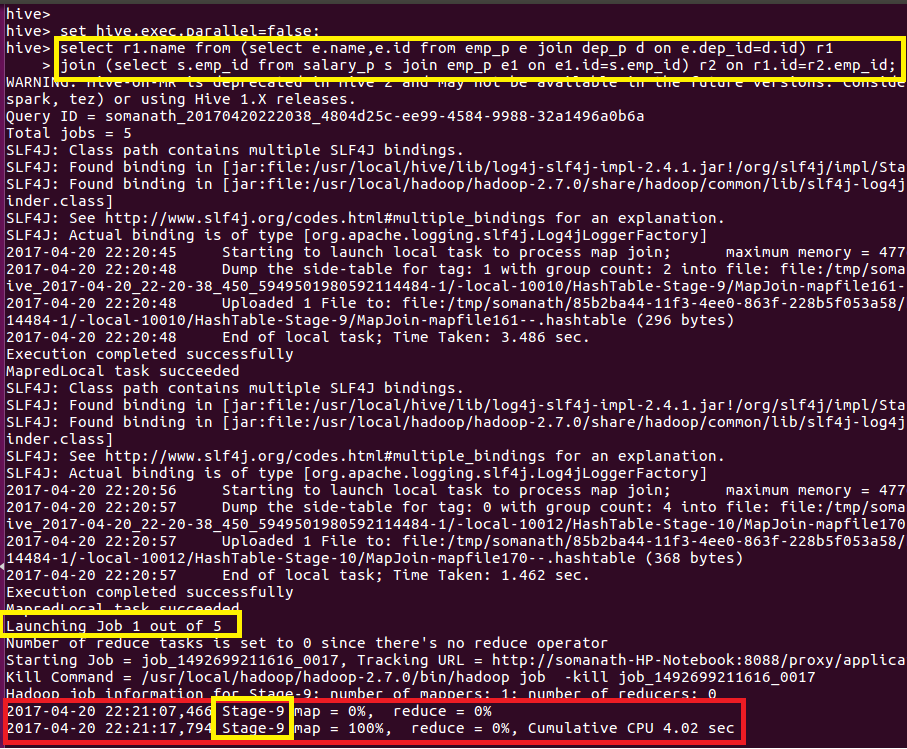 hive>
hive> set hive.exec.parallel=false;
hive> select r1.name from (select e.name,e.id from emp_p e join dep_p d on e.dep_id=d.id) r1
    > join (select s.emp_id from salary_p s join emp_p e1 on e1.id=s.emp_id) r2 on r1.id=r2.emp_id;
WARNING: Hive-on-MR is deprecated in Hive 2 and may not be available in the future versions. Conside
spark, tez) or using Hive 1.X releases.
Query ID = somanath_20170420222038_4804d25c-ee99-4584-9988-32a1496a0b6a
Total jobs = 5
SLF4J: Class path contains multiple SLF4J bindings.
SLF4J: Found binding in [jar:file:/usr/local/hive/lib/log4j-slf4j-impl-2.4.1.jar!/org/slf4j/impl/Sta
SLF4J: Found binding in [jar:file:/usr/local/hadoop/hadoop-2.7.0/share/hadoop/common/lib/slf4j-log4j
inder.class]
SLF4J: See http://www.slf4j.org/codes.html#multiple_bindings for an explanation.
SLF4J: Actual binding is of type [org.apache.logging.slf4j.Log4jLoggerFactory]
2017-04-20 22:20:45     Starting to launch local task to process map join;      maximum memory = 477
2017-04-20 22:20:48     Dump the side-table for tag: 1 with group count: 2 into file: file:/tmp/soma
ive_2017-04-20_22-20-38_450_5949501980592114484-1/-local-10010/HashTable-Stage-9/MapJoin-mapfile161-
2017-04-20 22:20:48     Uploaded 1 File to: file:/tmp/somanath/85b2ba44-11f3-4ee0-863f-228b5f053a58/
14484-1/-local-10010/HashTable-Stage-9/MapJoin-mapfile161--.hashtable (296 bytes)
2017-04-20 22:20:48     End of local task; Time Taken: 3.486 sec.
Execution completed successfully
MapredLocal task succeeded
SLF4J: Class path contains multiple SLF4J bindings.
SLF4J: Found binding in [jar:file:/usr/local/hive/lib/log4j-slf4j-impl-2.4.1.jar!/org/slf4j/impl/Sta
SLF4J: Found binding in [jar:file:/usr/local/hadoop/hadoop-2.7.0/share/hadoop/common/lib/slf4j-log4j
inder.class]
SLF4J: See http://www.slf4j.org/codes.html#multiple_bindings for an explanation.
SLF4J: Actual binding is of type [org.apache.logging.slf4j.Log4jLoggerFactory]
2017-04-20 22:20:56     Starting to launch local task to process map join;      maximum memory = 477
2017-04-20 22:20:57     Dump the side-table for tag: 0 with group count: 4 into file: file:/tmp/soma
ive_2017-04-20_22-20-38_450_5949501980592114484-1/-local-10012/HashTable-Stage-10/MapJoin-mapfile170
2017-04-20 22:20:57     Uploaded 1 File to: file:/tmp/somanath/85b2ba44-11f3-4ee0-863f-228b5f053a58/
14484-1/-local-10012/HashTable-Stage-10/MapJoin-mapfile170--.hashtable (368 bytes)
2017-04-20 22:20:57     End of local task; Time Taken: 1.462 sec.
Execution completed successfully
MapredLocal task succeeded
Launching Job 1 out of 5
Number of reduce tasks is set to 0 since there's no reduce operator
Starting Job = job_1492699211616_0017, Tracking URL = http://somanath-HP-Notebook:8088/proxy/applica
Kill Command = /usr/local/hadoop/hadoop-2.7.0/bin/hadoop job  -kill job_1492699211616_0017
Hadoop job information for Stage-9: number of mappers: 1; number of reducers: 0
2017-04-20 22:21:07,466 Stage-9 map = 0%,  reduce = 0%
2017-04-20 22:21:17,794 Stage-9 map = 100%,  reduce = 0%, Cumulative CPU 4.02 sec